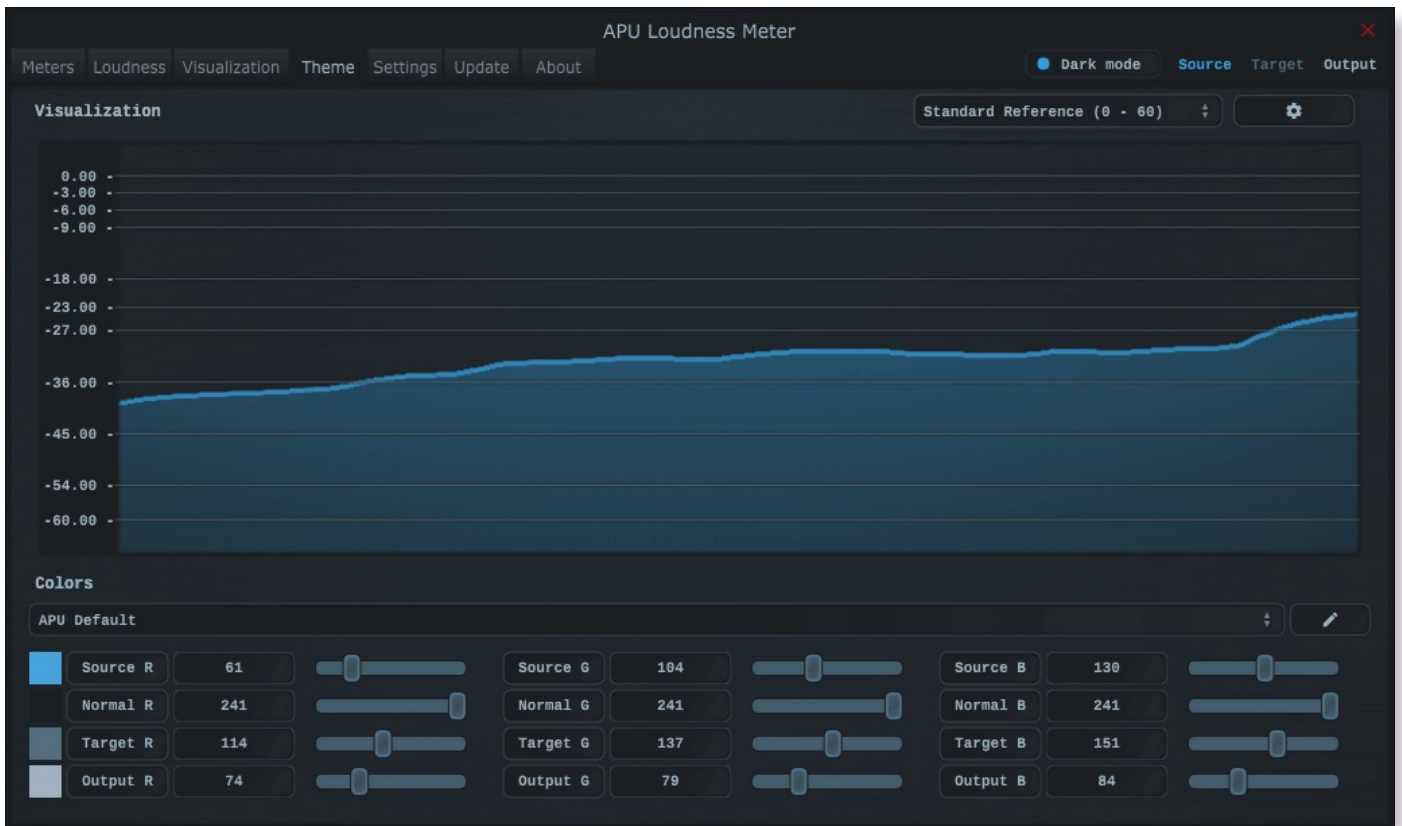 APU Loudness Meter
Meters Loudness Visualization Theme Settings Update About Dark mode Source Target Output
Visualization Standard Reference (0 - 60)
0.00 -
-3.00 -
-6.00 -
-9.00 -
-18.00 -
-23.00 -
-27.00 -
-36.00 -
-45.00 -
-54.00 -
-60.00 -
Colors
APU Default
Source R 61 Source G 104 Source B 130
Normal R 241 Normal G 241 Normal B 241
Target R 114 Target G 137 Target B 151
Output R 74 Output G 79 Output B 84